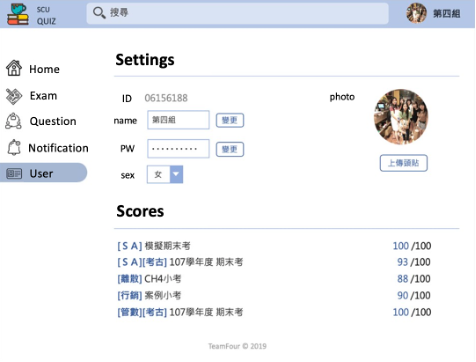 SCU
QUIZ
搜尋
第四組
Home
Exam
Question
Notification
User
Settings
ID 06156188
name 第四組 變更
PW ·········· 變更
sex 女
photo
上傳頭貼
Scores
[ＳＡ] 模擬期末考 100 /100
[ＳＡ][考古] 107學年度 期末考 93 /100
[離散] CH4小考 88 /100
[行銷] 案例小考 90 /100
[管數][考古] 107學年度 期末考 100 /100
TeamFour © 2019